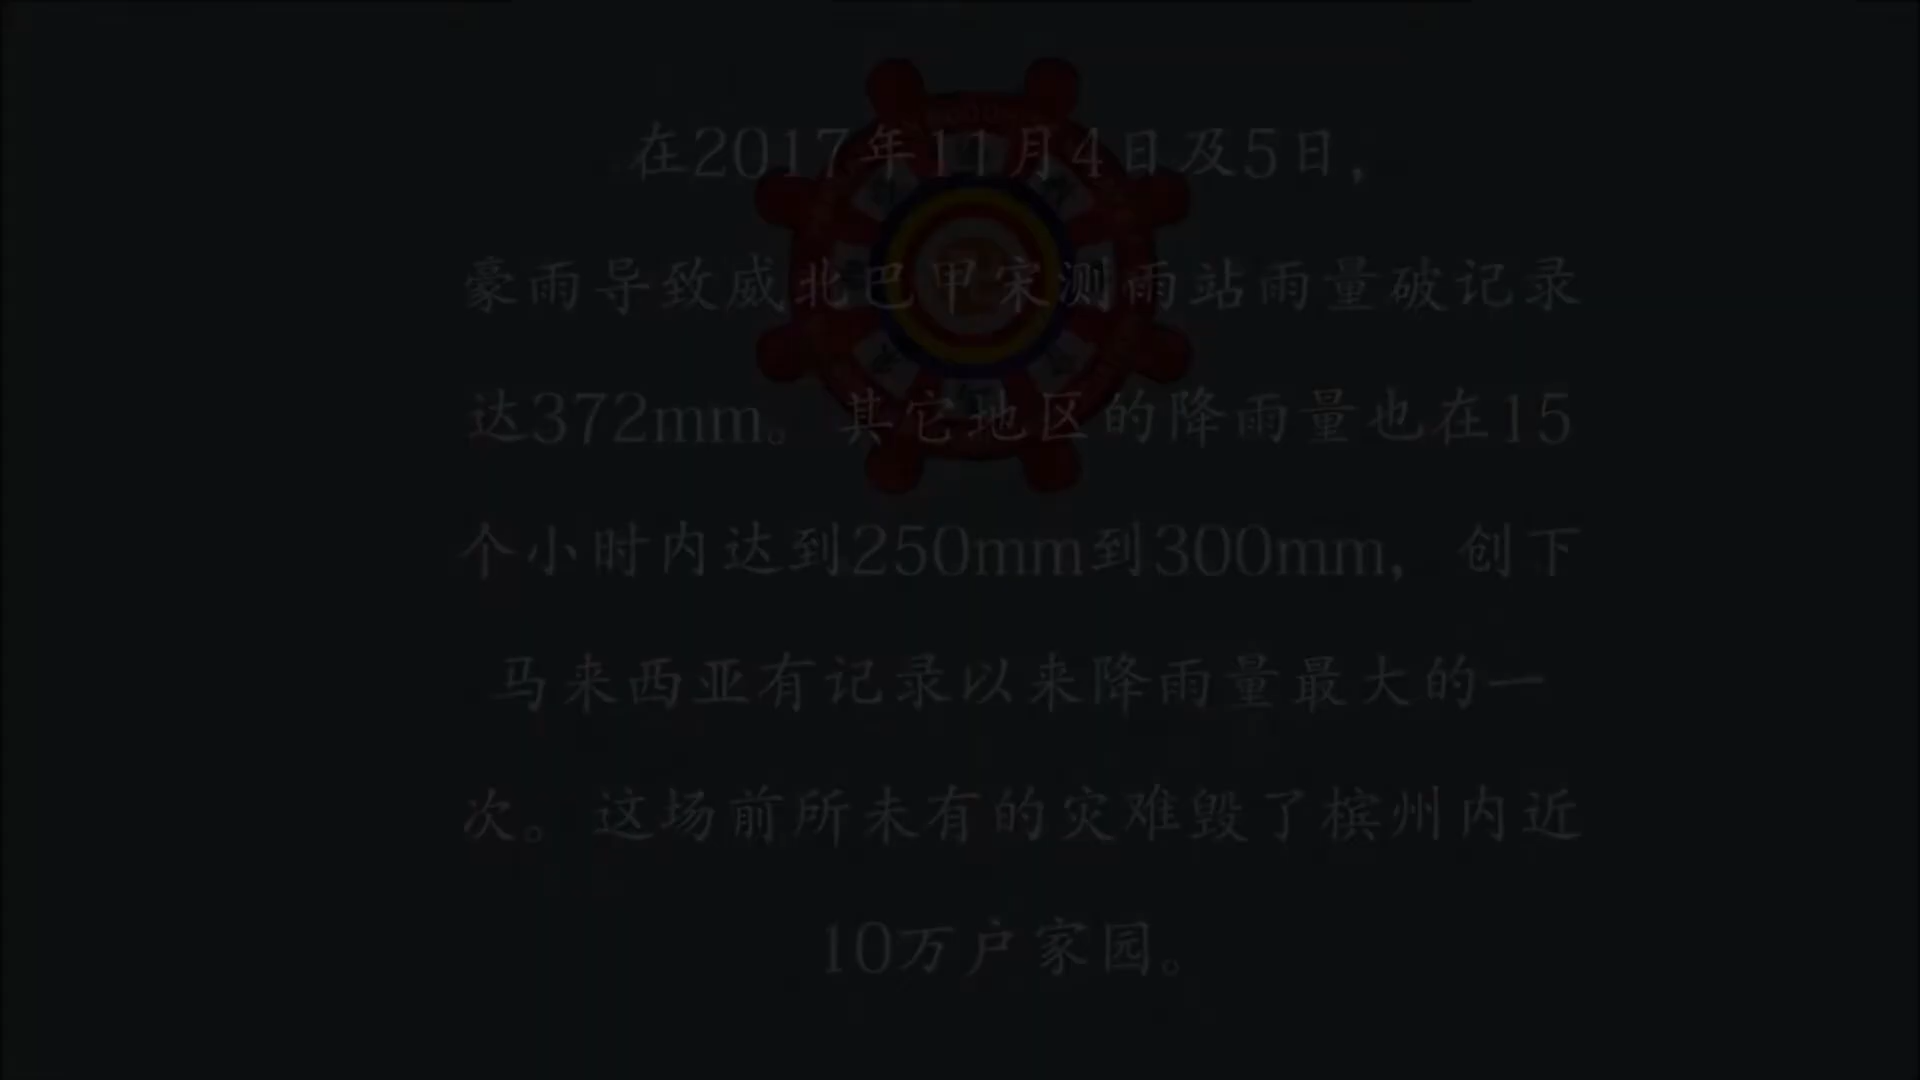 在2017年11月4日及5日，
豪雨导致威北巴甲宋测雨站雨量破记录
达372mm。其它地区的降雨量也在15
个小时内达到250mm到300mm，创下
马来西亚有记录以来降雨量最大的一
次。这场前所未有的灾难毁了槟州内近
10万户家园。